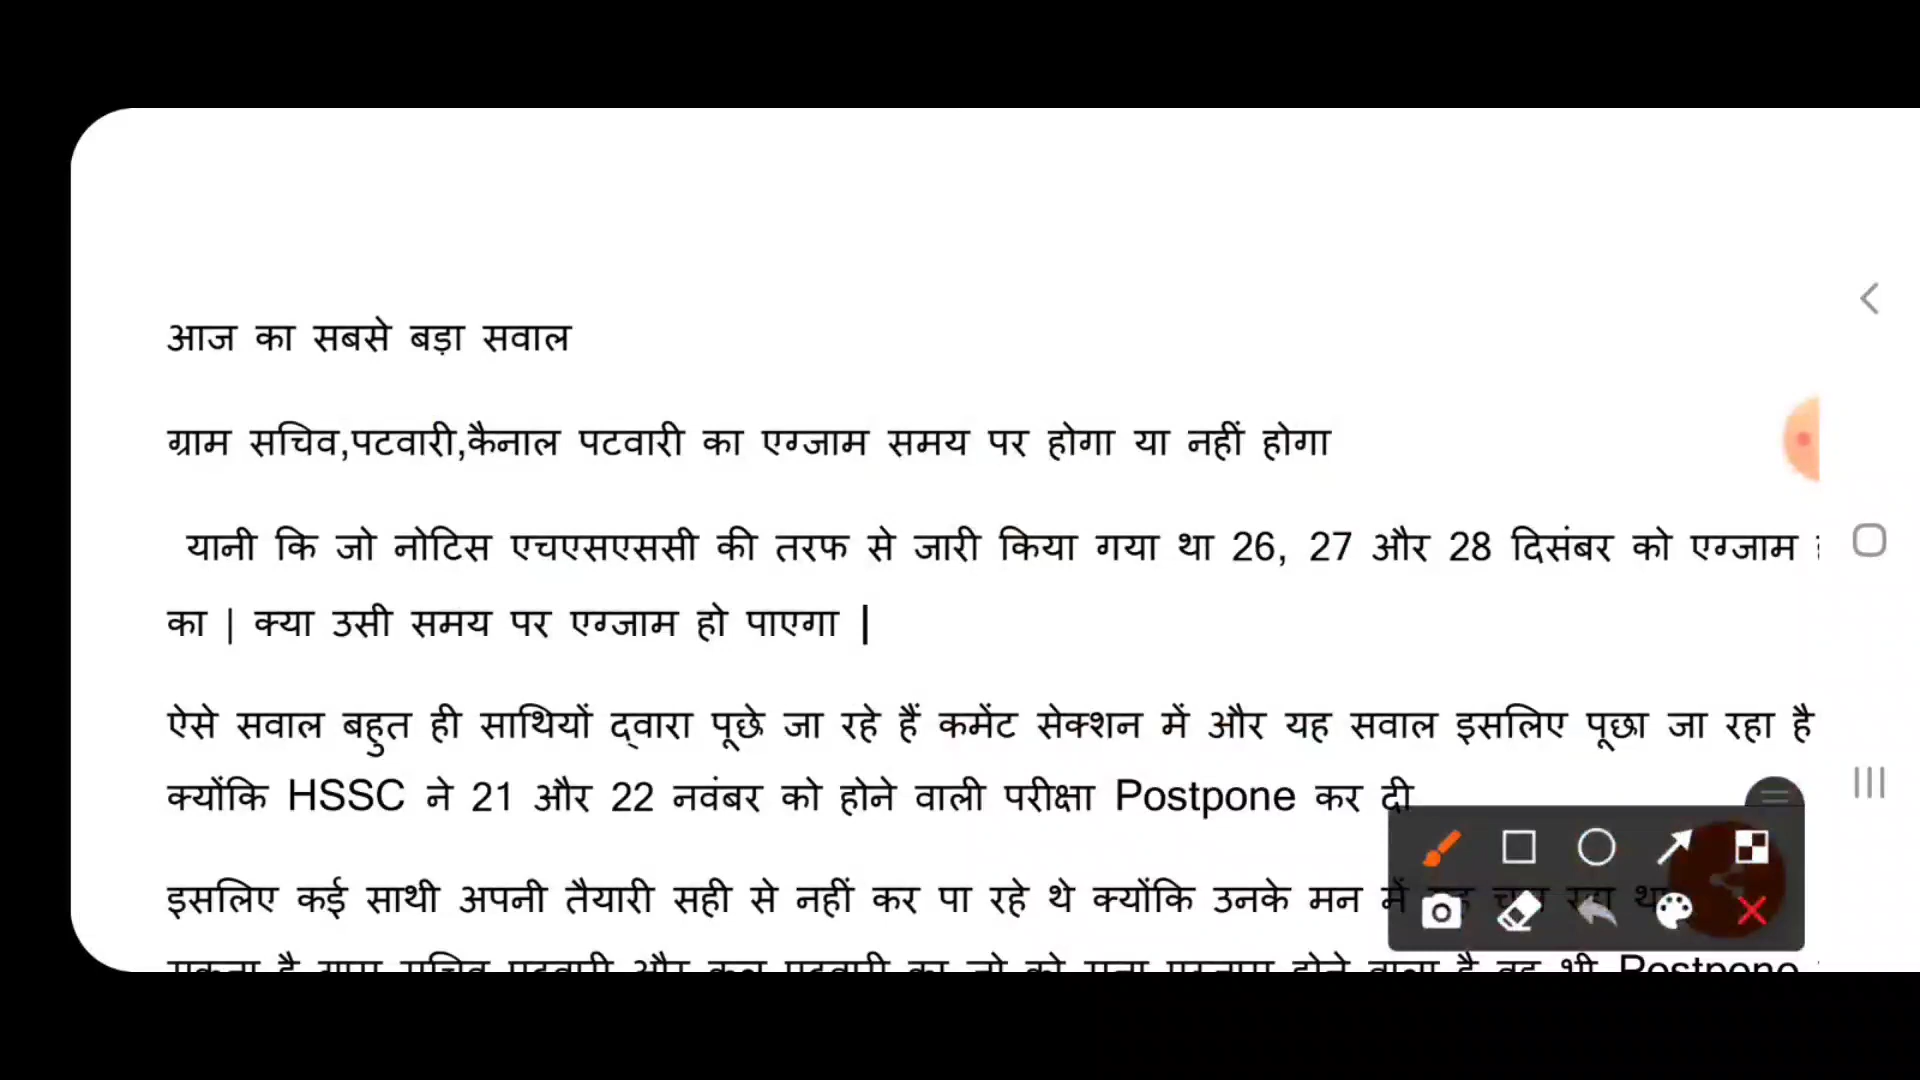 आज का सबसे बड़ा सवाल
ग्राम सचिव,पटवारी,कैनाल पटवारी का एग्जाम समय पर होगा या नहीं होगा
यानी कि जो नोटिस एचएसएससी की तरफ से जारी किया गया था 26, 27 और 28 दिसंबर को एग्जाम
का | क्या उसी समय पर एग्जाम हो पाएगा |
ऐसे सवाल बहुत ही साथियों द्वारा पूछे जा रहे हैं कमेंट सेक्शन में और यह सवाल इसलिए पूछा जा रहा है
क्योंकि HSSC ने 21 और 22 नवंबर को होने वाली परीक्षा Postpone कर दी
इसलिए कई साथी अपनी तैयारी सही से नहीं कर पा रहे थे क्योंकि उनके मन में